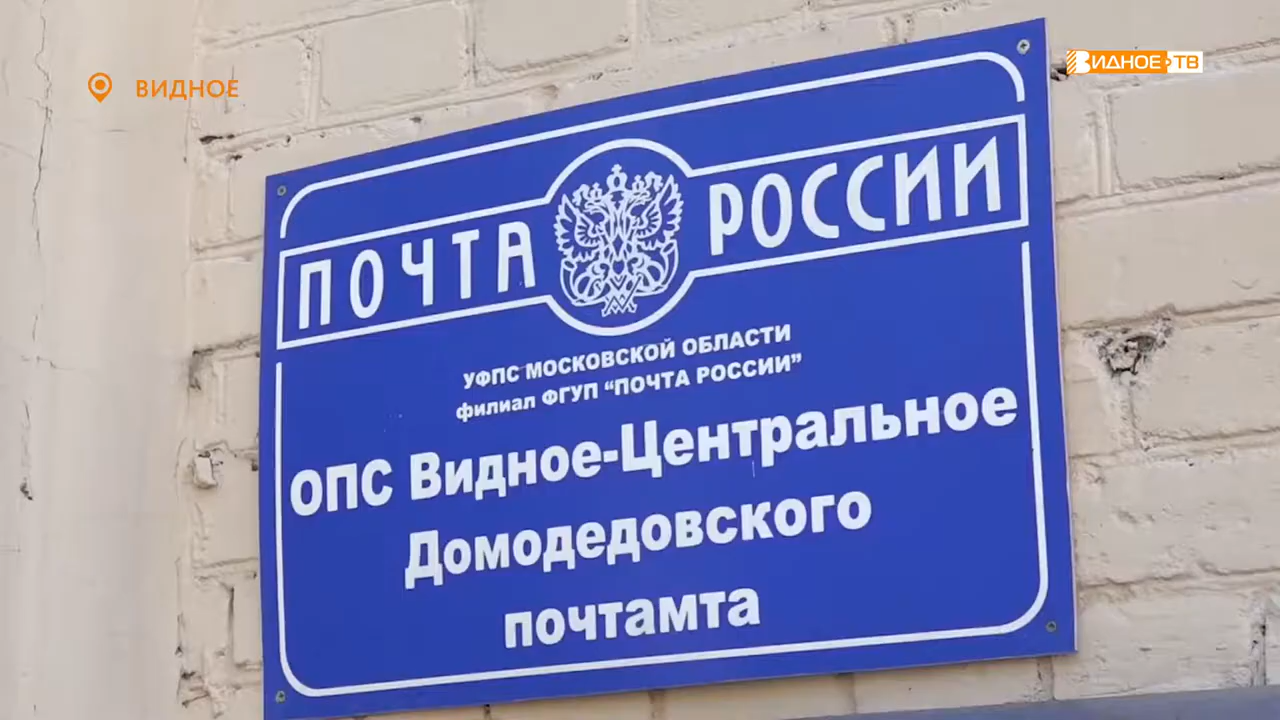 ВИДНОЕ
ВИДНОЕ ТВ
ПОЧТА РОССИИ
УФПС МОСКОВСКОЙ ОБЛАСТИ
филиал ФГУП “ПОЧТА РОССИИ”
ОПС Видное-Центральное
Домодедовского
почтамта